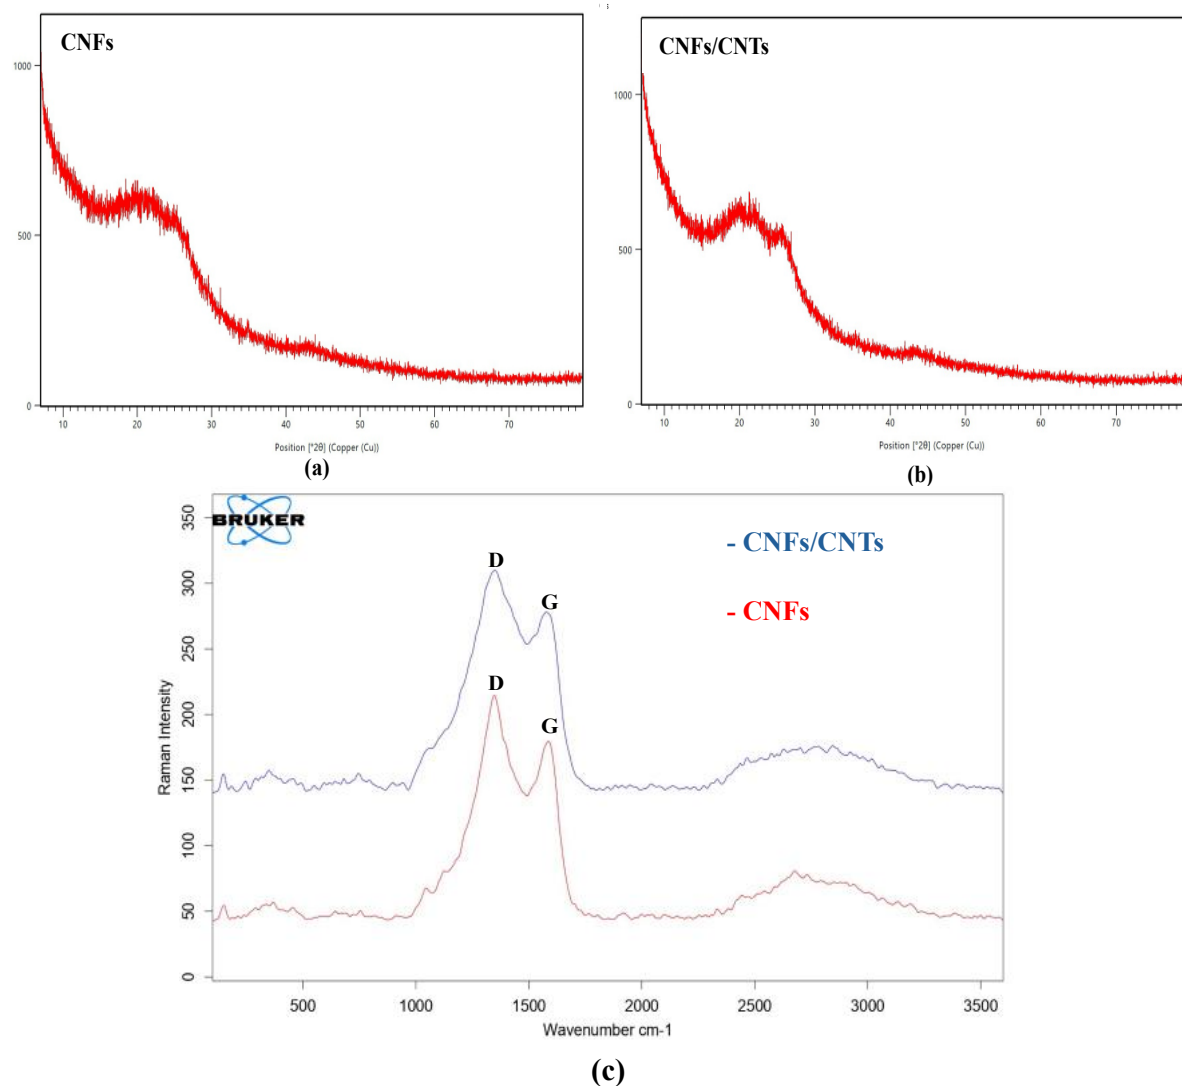 CNFs
1000
500
0
10 20 30 40 50 60 70
Position [°2θ] (Copper (Cu))
(a)
CNFs/CNTs
1000
500
0
10 20 30 40 50 60 70
Position [°2θ] (Copper (Cu))
(b)
BRUKER
- CNFs/CNTs
- CNFs
D
G
D
G
Raman Intensity
350
300
250
200
150
100
50
0
500 1000 1500 2000 2500 3000 3500
Wavenumber cm-1
(c)